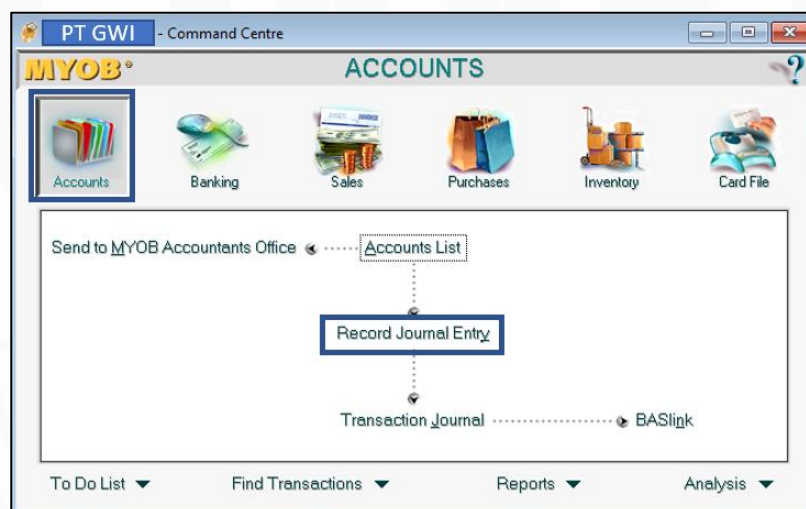 PT GWI - Command Centre
MYOB® ACCOUNTS ?
Accounts Banking Sales Purchases Inventory Card File
Send to MYOB Accountants Office Accounts List
Record Journal Entry
Transaction Journal BASlink
To Do List Find Transactions Reports Analysis